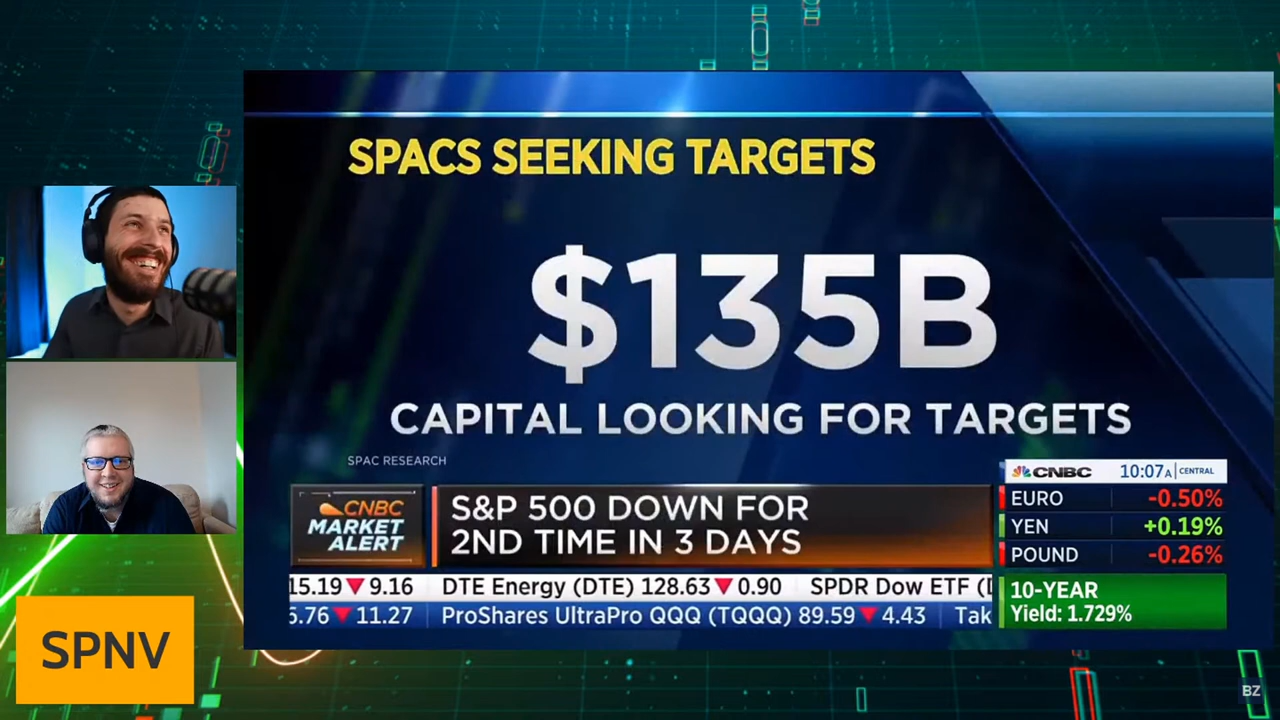 SPACS SEEKING TARGETS
$135B
CAPITAL LOOKING FOR TARGETS
SPAC RESEARCH
CNBC
MARKET
ALERT
S&P 500 DOWN FOR
2ND TIME IN 3 DAYS
CNBC 10:07A CENTRAL
EURO -0.50%
YEN +0.19%
POUND -0.26%
10-YEAR
Yield: 1.729%
15.19 ▼ 9.16 DTE Energy (DTE) 128.63 ▼ 0.90 SPDR Dow ETF (
.76 ▼ 11.27 ProShares UltraPro QQQ (TQQQ) 89.59 ▼ 4.43 Tak
SPNV
BZ